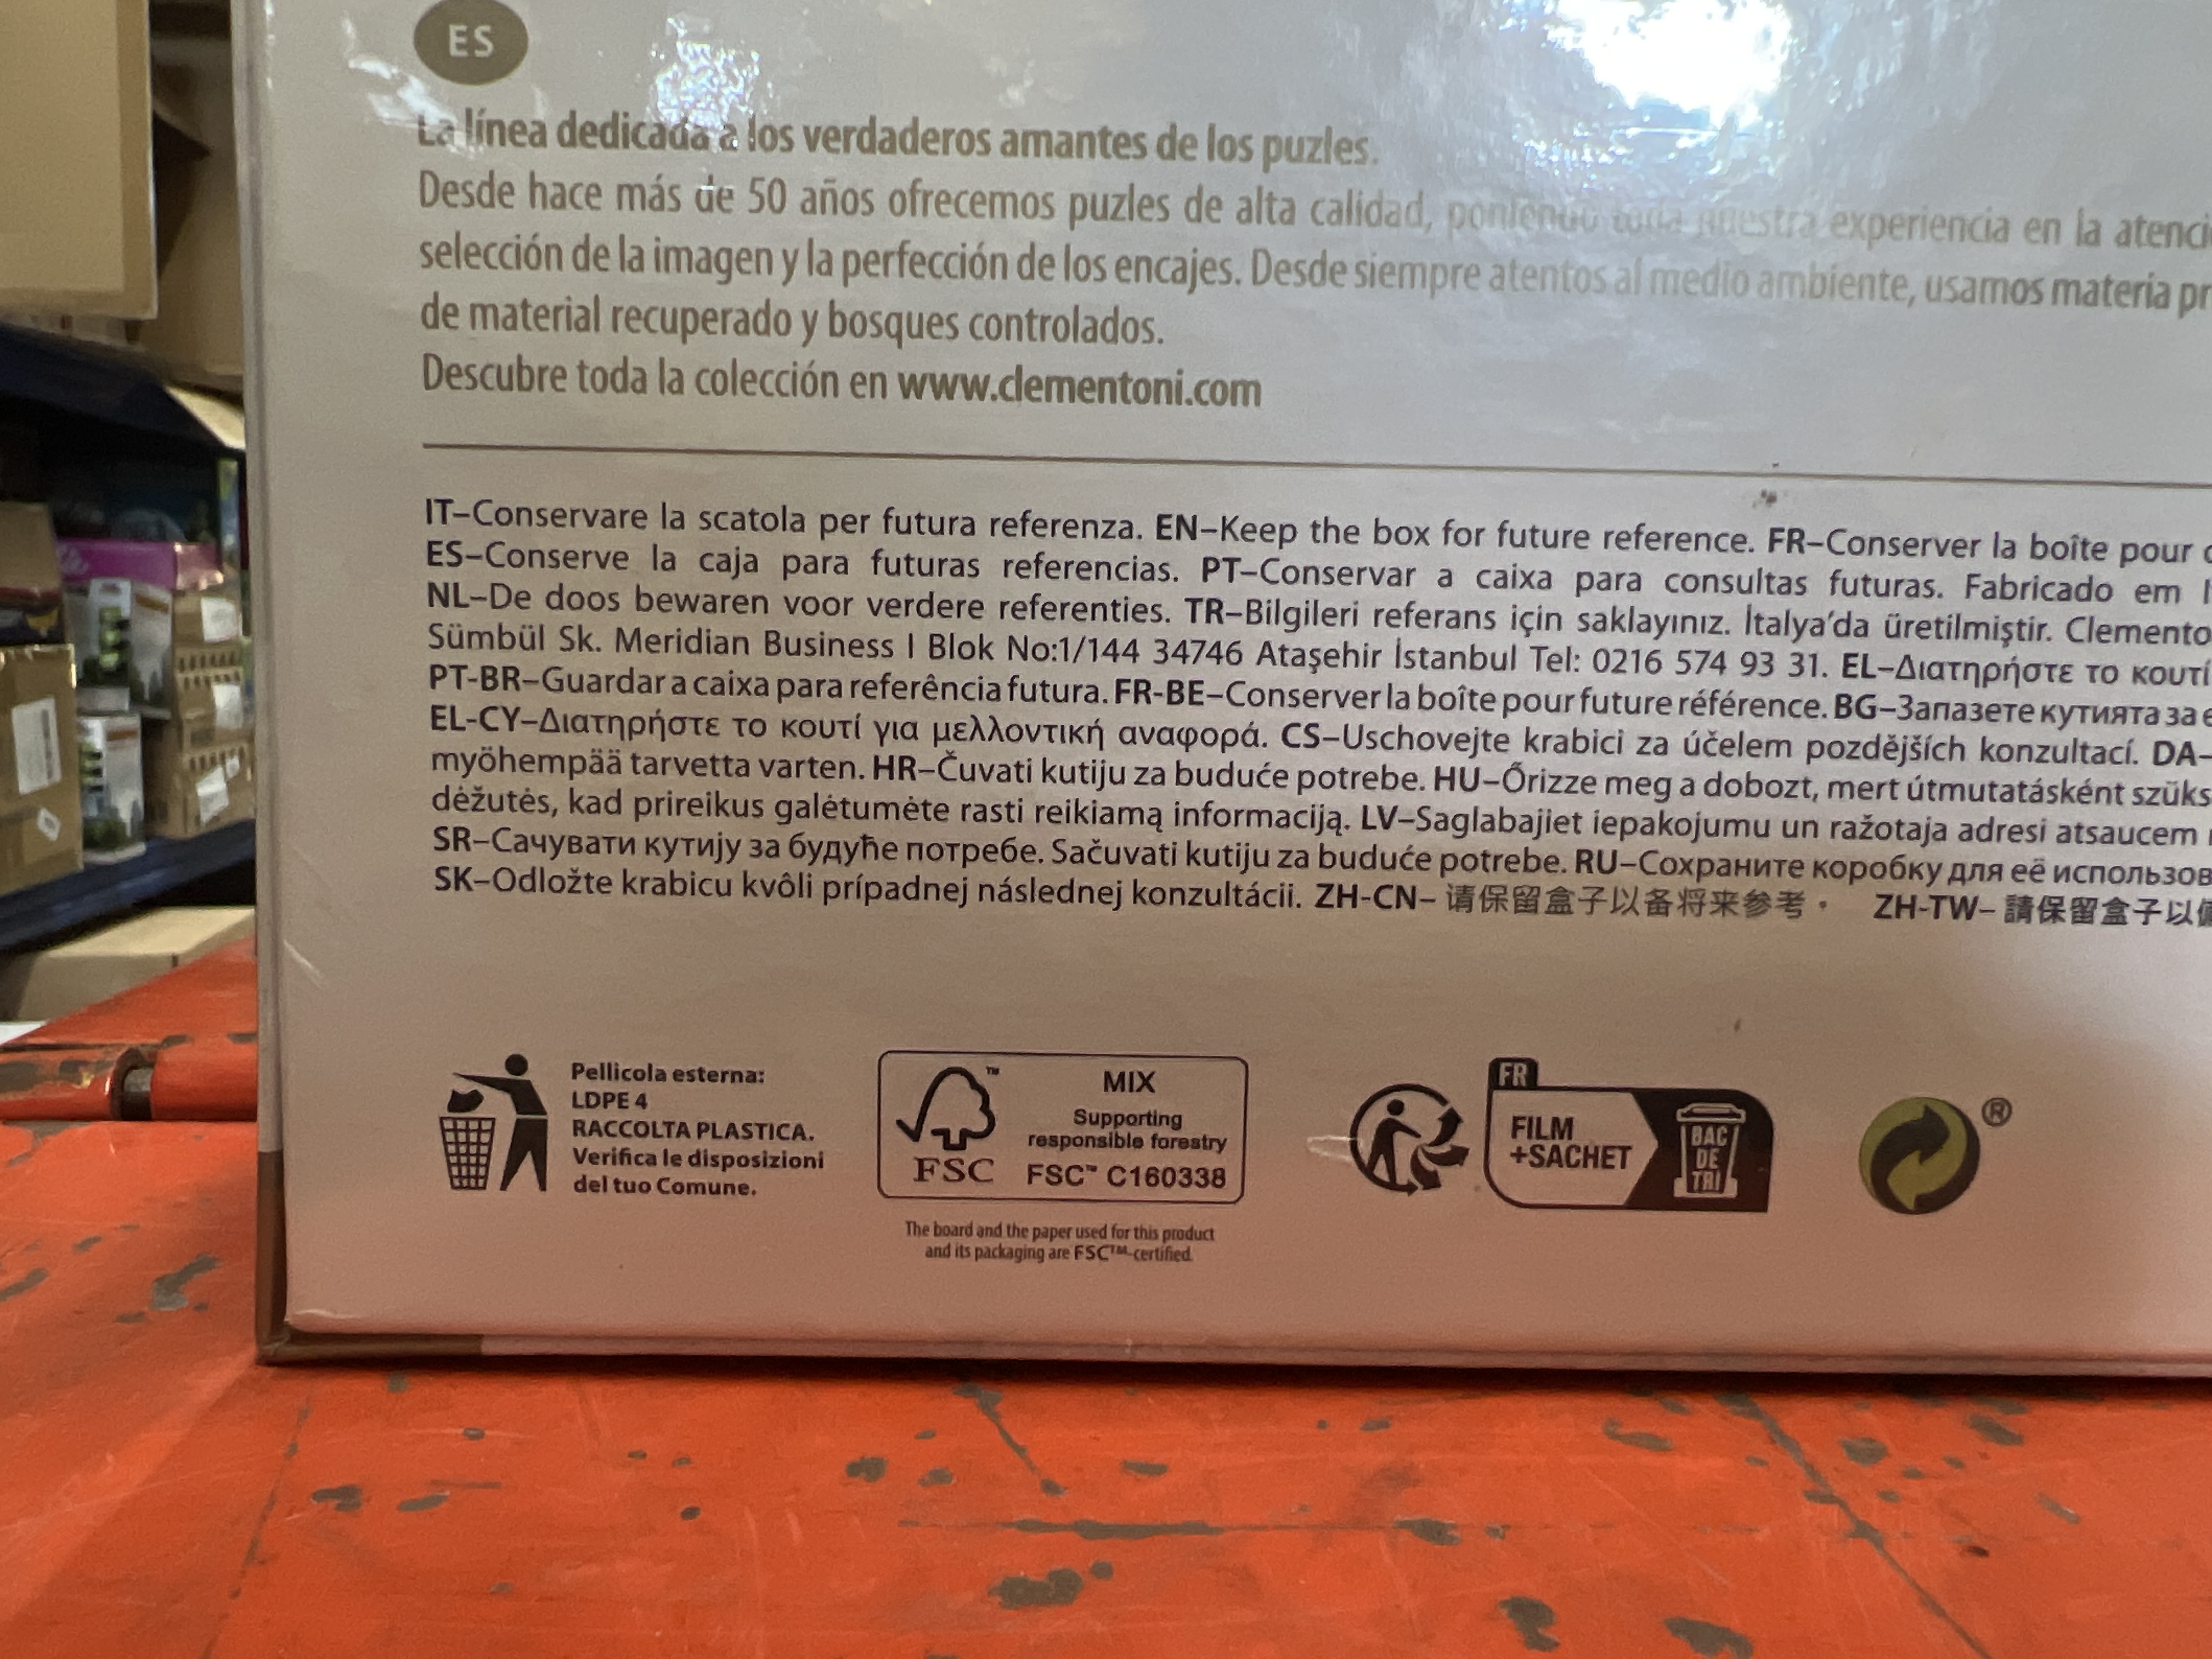 ES
La línea dedicada a los verdaderos amantes de los puzles.
Desde hace más de 50 años ofrecemos puzles de alta calidad, poniendo toda nuestra experiencia en la
selección de la imagen y la perfección de los encajes. Desde siempre atentos al medio ambiente, usamos materia
de material recuperado y bosques controlados.
Descubre toda la colección en www.clementoni.com
IT–Conservare la scatola per futura referenza. EN–Keep the box for future reference. FR–Conserver la boîte pour
ES–Conserve la caja para futuras referencias. PT–Conservar a caixa para consultas futuras. Fabricado em
NL–De doos bewaren voor verdere referenties. TR–Bilgileri referans için saklayınız. İtalya'da üretilmiştir.
Sümbül Sk. Meridian Business I Blok No:1/144 34746 Ataşehir İstanbul Tel: 0216 574 93 31. EL–Διατηρήστε το κουτί
PT-BR–Guardar a caixa para referência futura. FR-BE–Conserver la boîte pour future référence. BG–Запазете кутията за
EL-CY–Διατηρήστε το κουτί για μελλοντική αναφορά. CS–Uschovejte krabici za účelem pozdějších konzultací. DA–
myöhempää tarvetta varten. HR–Čuvati kutiju za buduće potrebe. HU–Őrizze meg a dobozt, mert útmutatásként
dėžutės, kad prireikus galėtumėte rasti reikiamą informaciją. LV–Saglabajiet iepakojumu un ražotaja adresi atsaucem
SR–Сачувати кутију за будуће потребе. Sačuvati kutiju za buduće potrebe. RU–Сохраните коробку для её
SK–Odložte krabicu kvôli prípadnej následnej konzultácii. ZH-CN– 请保留盒子以备将来参考。 ZH-TW– 請保留盒子以
Pellicola esterna:
LDPE 4
RACCOLTA PLASTICA.
Verifica le disposizioni
del tuo Comune.
FSC
MIX
Supporting
responsible forestry
FSC™ C160338
The board and the paper used for this product
and its packaging are FSC™-certified.
FR
FILM
+SACHET
BAC
DE
TRI
®